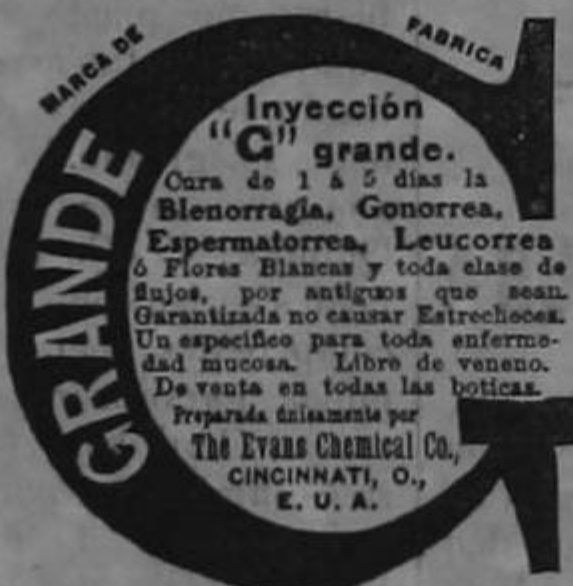 MARCA DE FABRICA
GRANDE
Inyección
"G" grande.
Cura de 1 á 5 días la
Blenorragia, Gonorrea,
Espermatorrea, Leucorrea
ó Flores Blancas y toda clase de
flujos, por antiguos que sean.
Garantizada no causar Estrecheces.
Un especifico para toda enferme-
dad mucosa. Libre de veneno.
De venta en todas las boticas.
Preparada únicamente por
The Evans Chemical Co.,
CINCINNATI, O.,
E. U. A.